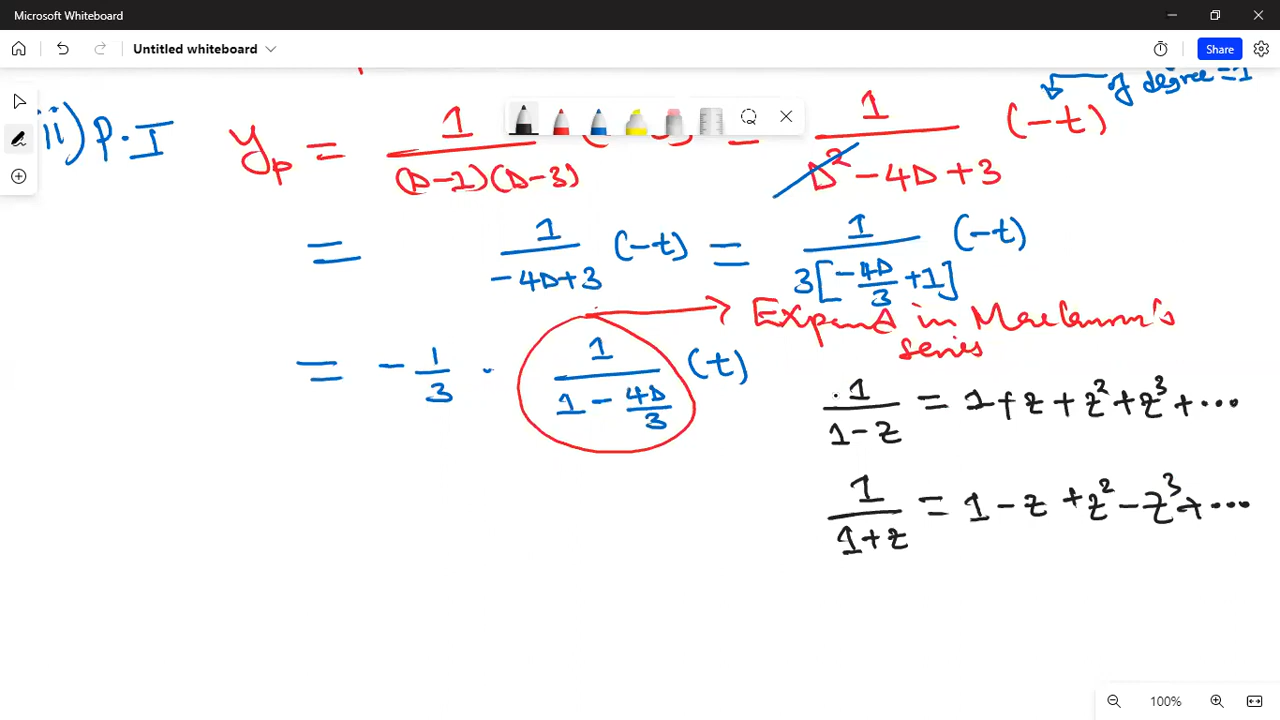 Microsoft Whiteboard
Untitled whiteboard
Share
of degree = 1
ii) P.I y_p = 1/((D-1)(D-3)) = 1/(D² - 4D + 3) (-t)
= 1/(-4D+3) (-t) = 1/(3[-4D/3 + 1]) (-t)
Expand in Maclaurin's
series
= - 1/3 · 1/(1 - 4D/3) (t)
1/(1-z) = 1 + z + z² + z³ + ...
1/(1+z) = 1 - z + z² - z³ + ...
100%